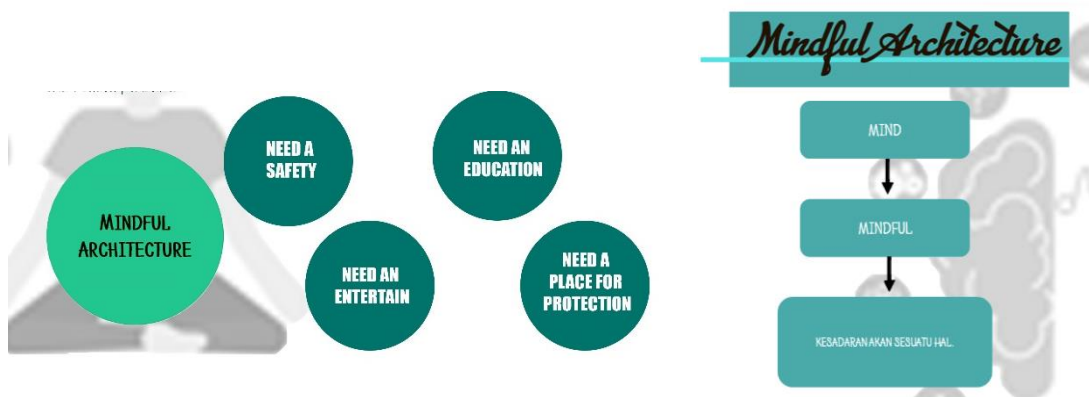 Mindful Architecture
MINDFUL
ARCHITECTURE
NEED A
SAFETY
NEED AN
ENTERTAIN
NEED AN
EDUCATION
NEED A
PLACE FOR
PROTECTION
MIND
MINDFUL
KESADARAN AKAN SESUATU HAL.